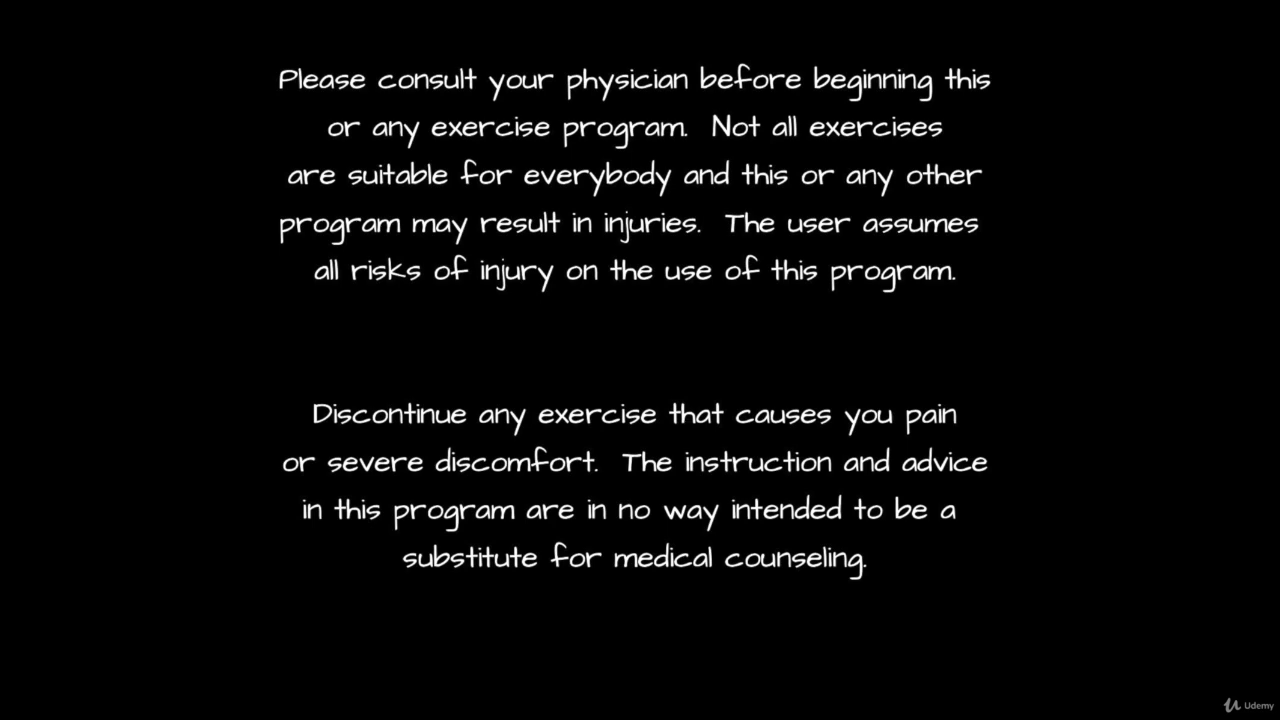 Please consult your physician before beginning this
or any exercise program. Not all exercises
are suitable for everybody and this or any other
program may result in injuries. The user assumes
all risks of injury on the use of this program.
Discontinue any exercise that causes you pain
or severe discomfort. The instruction and advice
in this program are in no way intended to be a
substitute for medical counseling.
Udemy